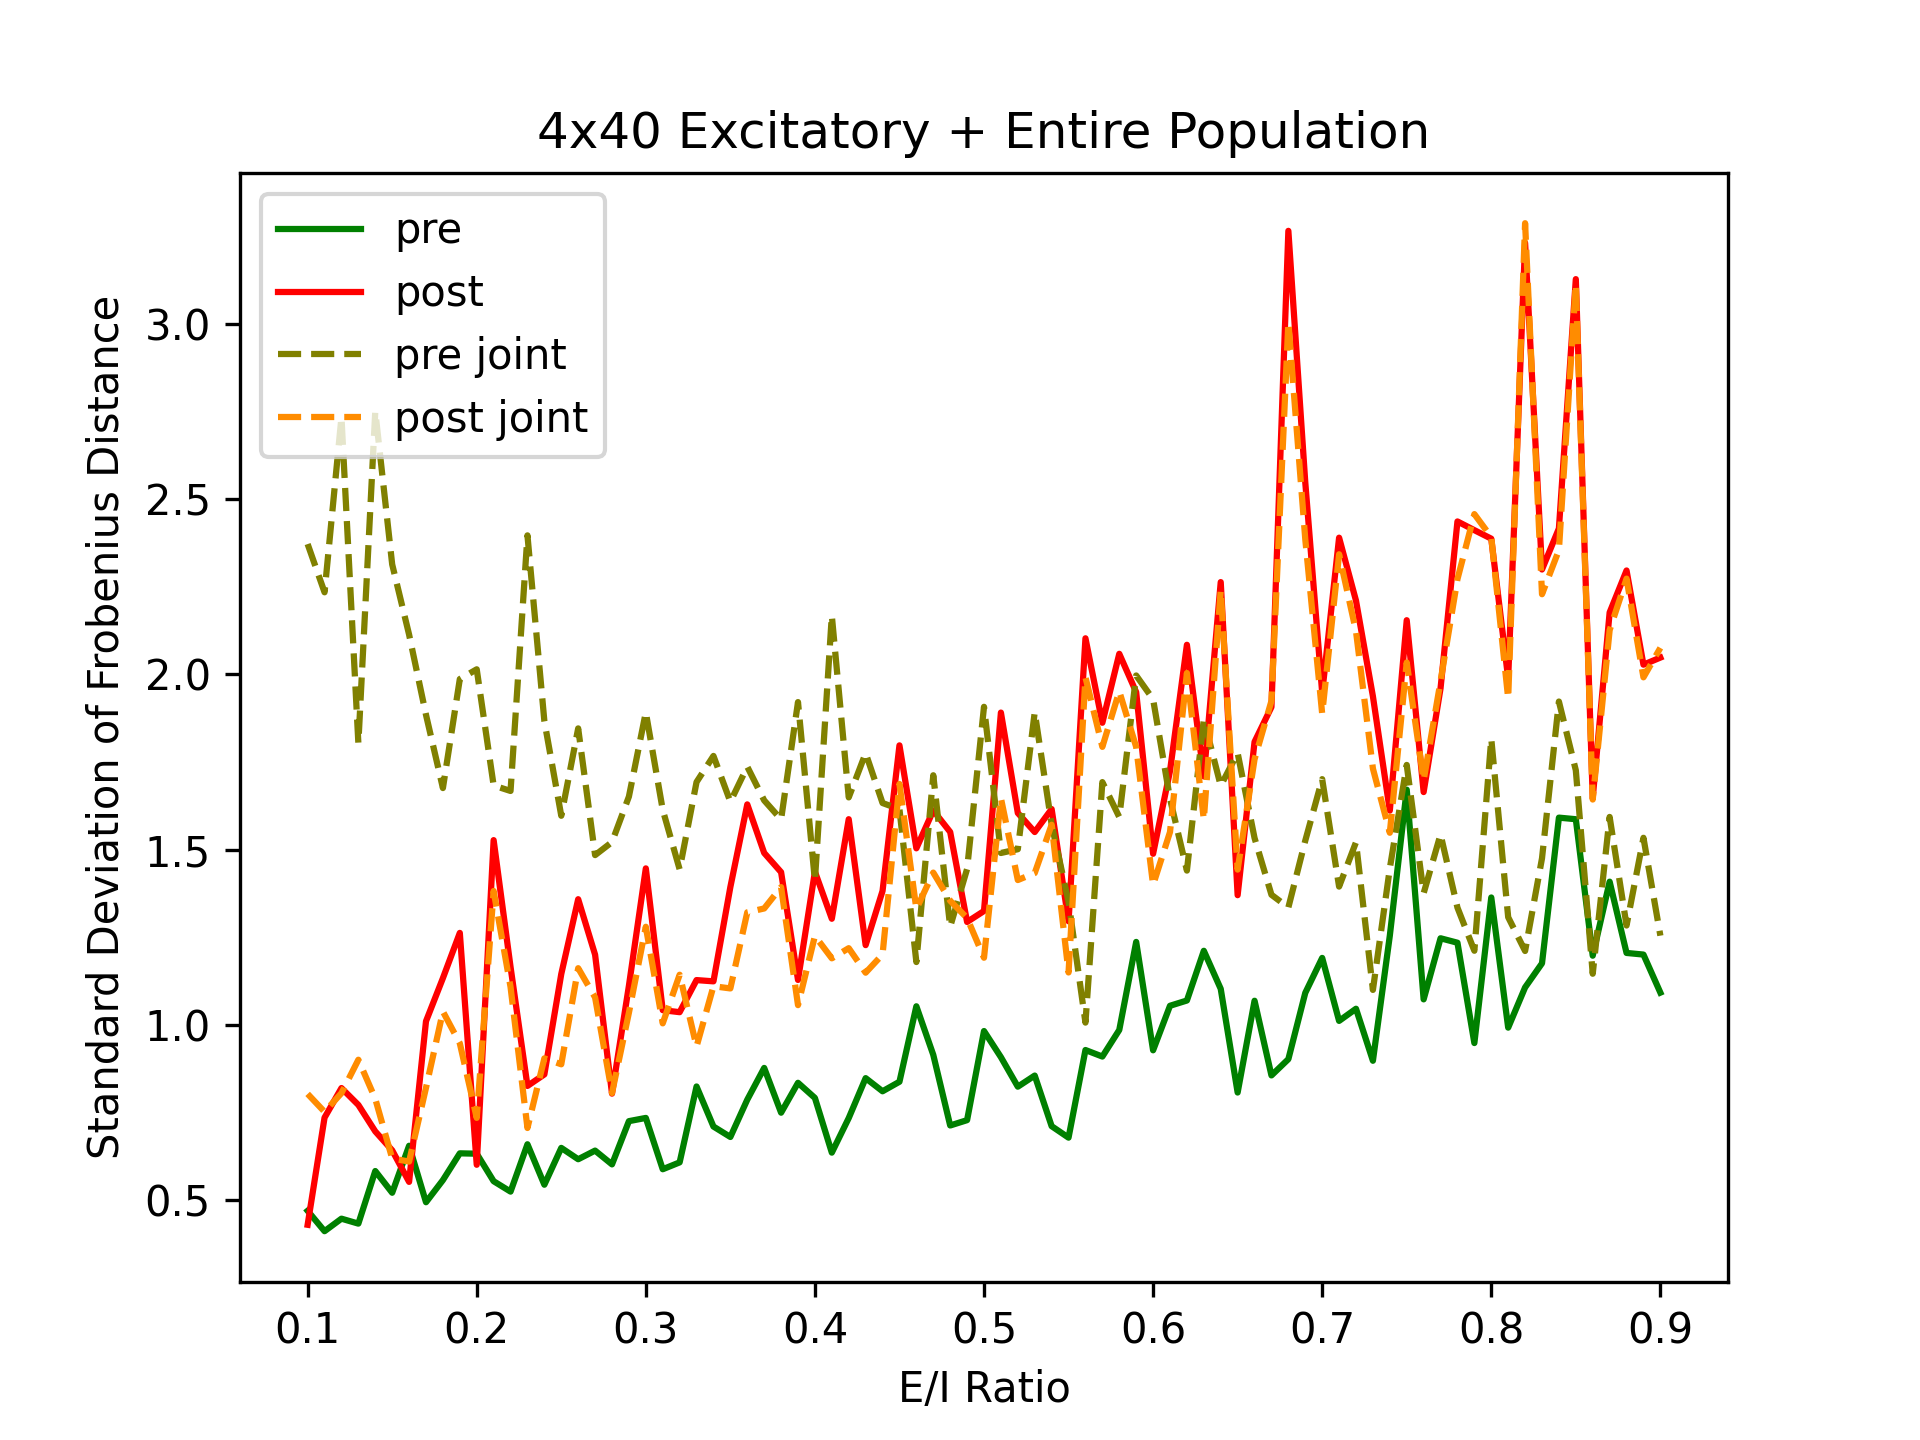 4x40 Excitatory + Entire Population
pre
post
pre joint
post joint
Standard Deviation of Frobenius Distance
3.0
2.5
2.0
1.5
1.0
0.5
0.1 0.2 0.3 0.4 0.5 0.6 0.7 0.8 0.9
E/I Ratio